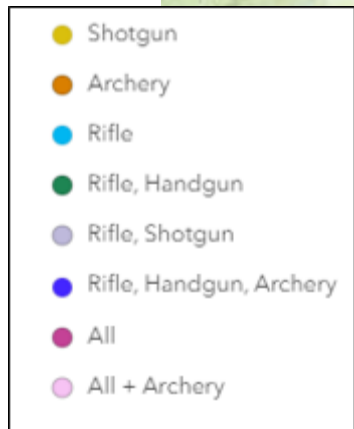 Shotgun
Archery
Rifle
Rifle, Handgun
Rifle, Shotgun
Rifle, Handgun, Archery
All
All + Archery